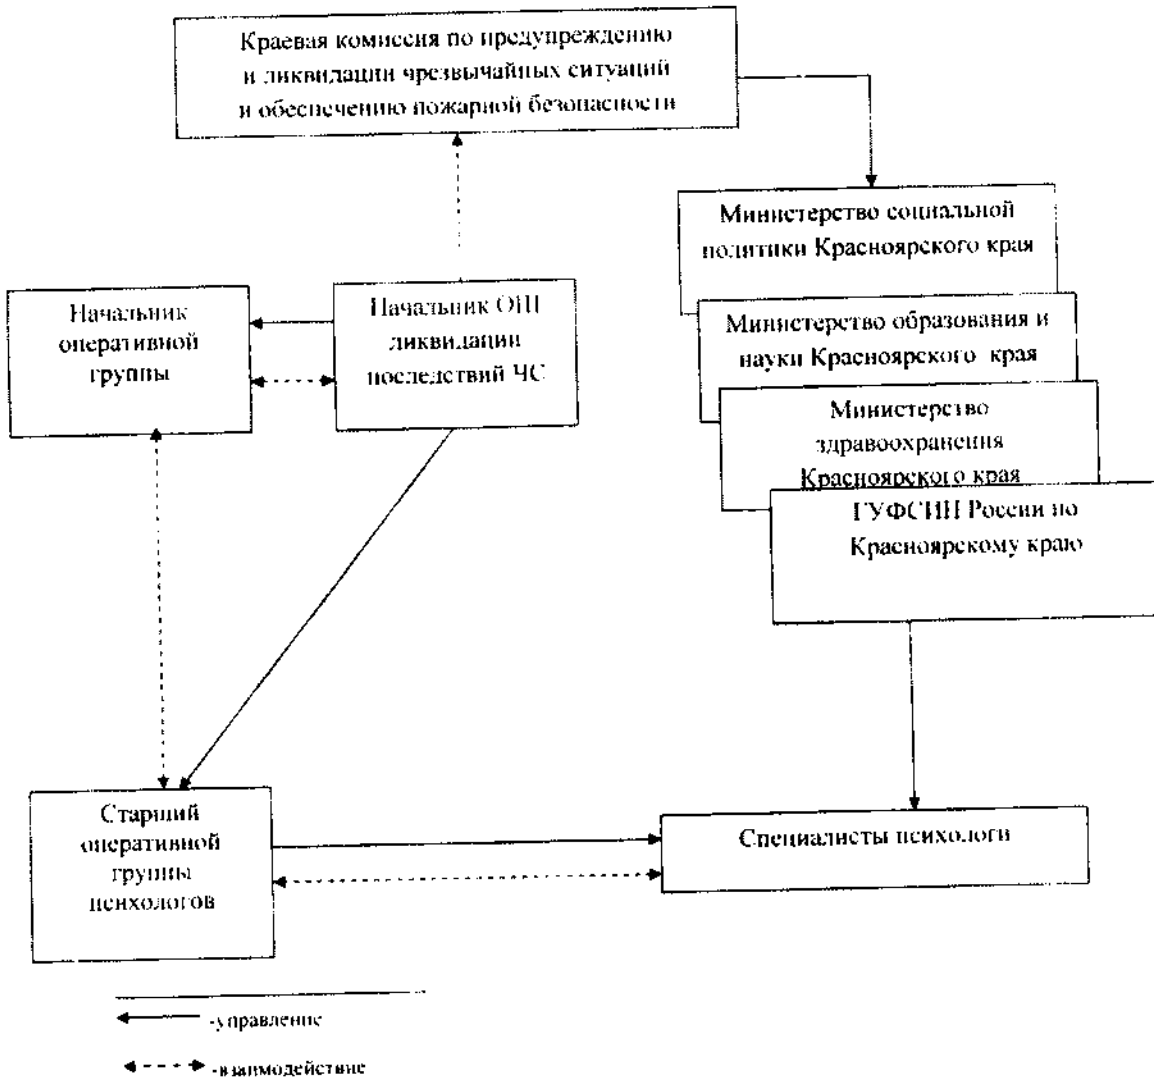 Краевая комиссия по предупреждению
и ликвидации чрезвычайных ситуаций
и обеспечению пожарной безопасности
Министерство социальной
политики Красноярского края
Министерство образования и
науки Красноярского края
Министерство
здравоохранения
Красноярского края
ГУФСИН России по
Красноярскому краю
Начальник
оперативной
группы
Начальник ОШ
ликвидации
последствий ЧС
Старший
оперативной
группы
психологов
Специалисты психологи
-управление
-взаимодействие